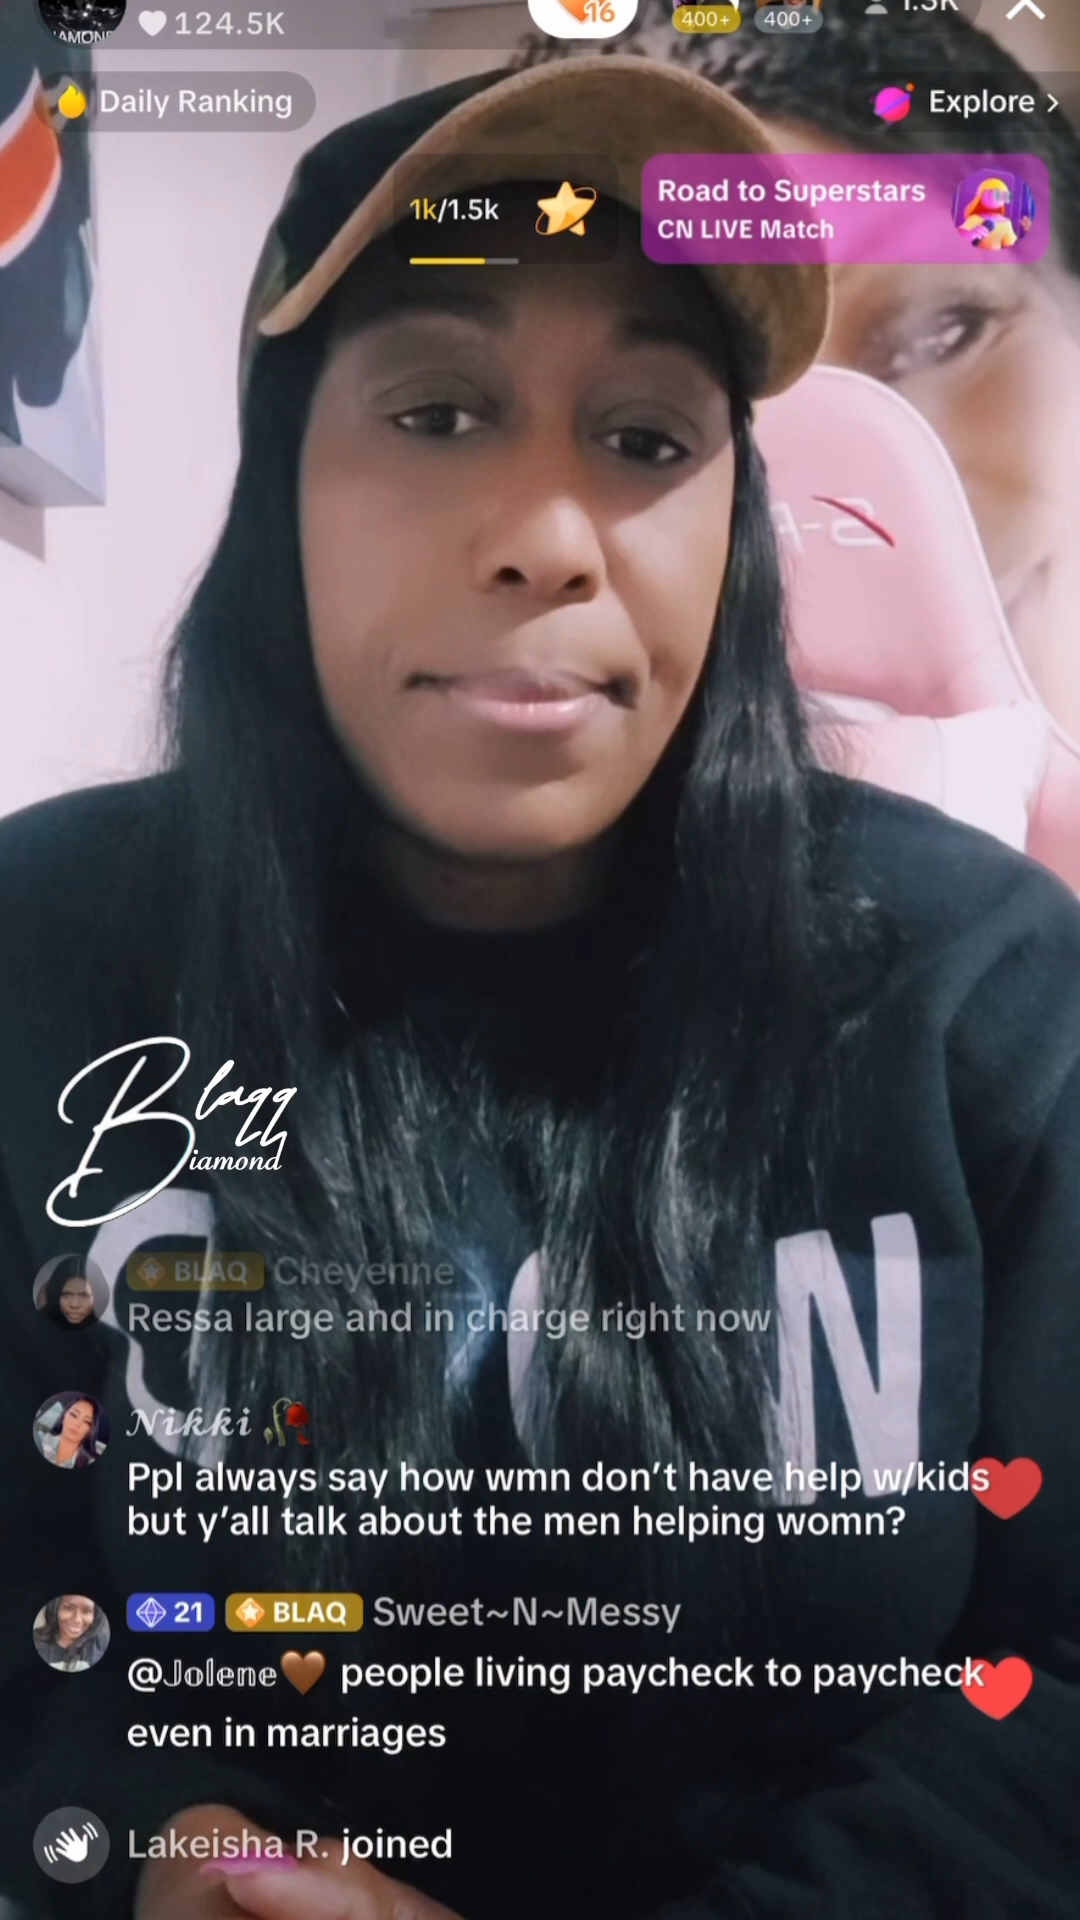 124.5K
16
400+
400+
1.3K
Daily Ranking
Explore >
1k/1.5k
Road to Superstars
CN LIVE Match
Blaqq
Diamond
BLAQ Cheyenne
Ressa large and in charge right now
Nikki 🥀
Ppl always say how wmn don’t have help w/kids
but y’all talk about the men helping womn?
21 BLAQ Sweet~N~Messy
@Jolene🤎 people living paycheck to paycheck
even in marriages
Lakeisha R. joined